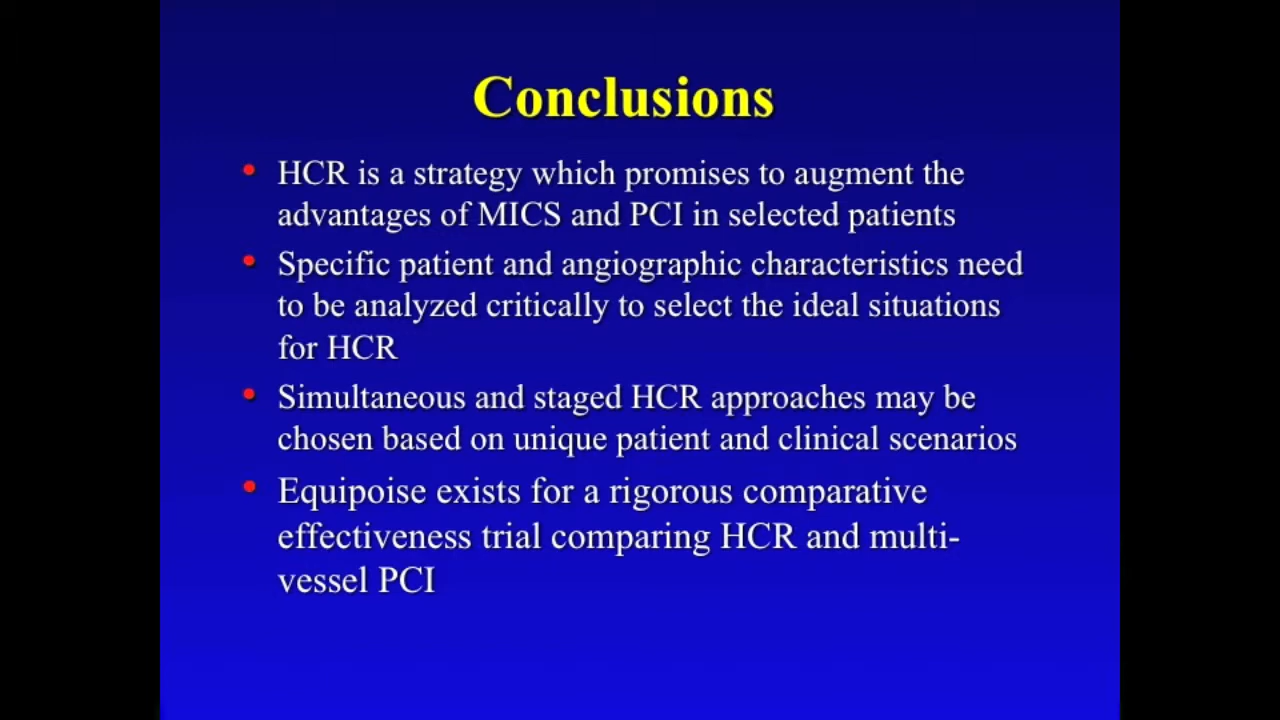 Conclusions
• HCR is a strategy which promises to augment the
advantages of MICS and PCI in selected patients
• Specific patient and angiographic characteristics need
to be analyzed critically to select the ideal situations
for HCR
• Simultaneous and staged HCR approaches may be
chosen based on unique patient and clinical scenarios
• Equipoise exists for a rigorous comparative
effectiveness trial comparing HCR and multi-
vessel PCI